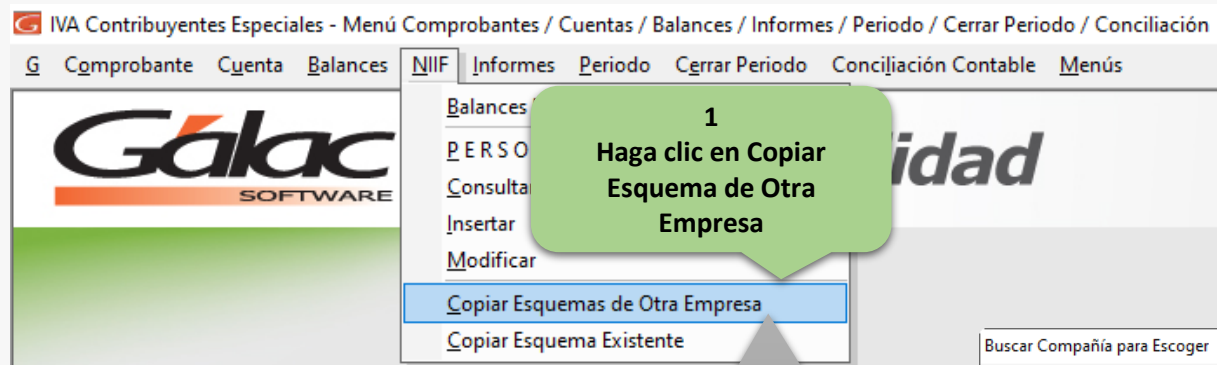 IVA Contribuyentes Especiales - Menú Comprobantes / Cuentas / Balances / Informes / Periodo / Cerrar Periodo / Conciliación
G Comprobante Cuenta Balances NIIF Informes Periodo Cerrar Periodo Conciliación Contable Menús
Gálac
SOFTWARE
idad
Balances
P E R S O
Consultar
Insertar
Modificar
Copiar Esquemas de Otra Empresa
Copiar Esquema Existente
1
Haga clic en Copiar
Esquema de Otra
Empresa
Buscar Compañía para Escoger